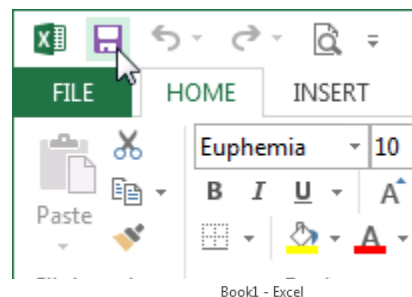 FILE HOME INSERT
Euphemia 10
Paste
B I U A
A
Book1 - Excel